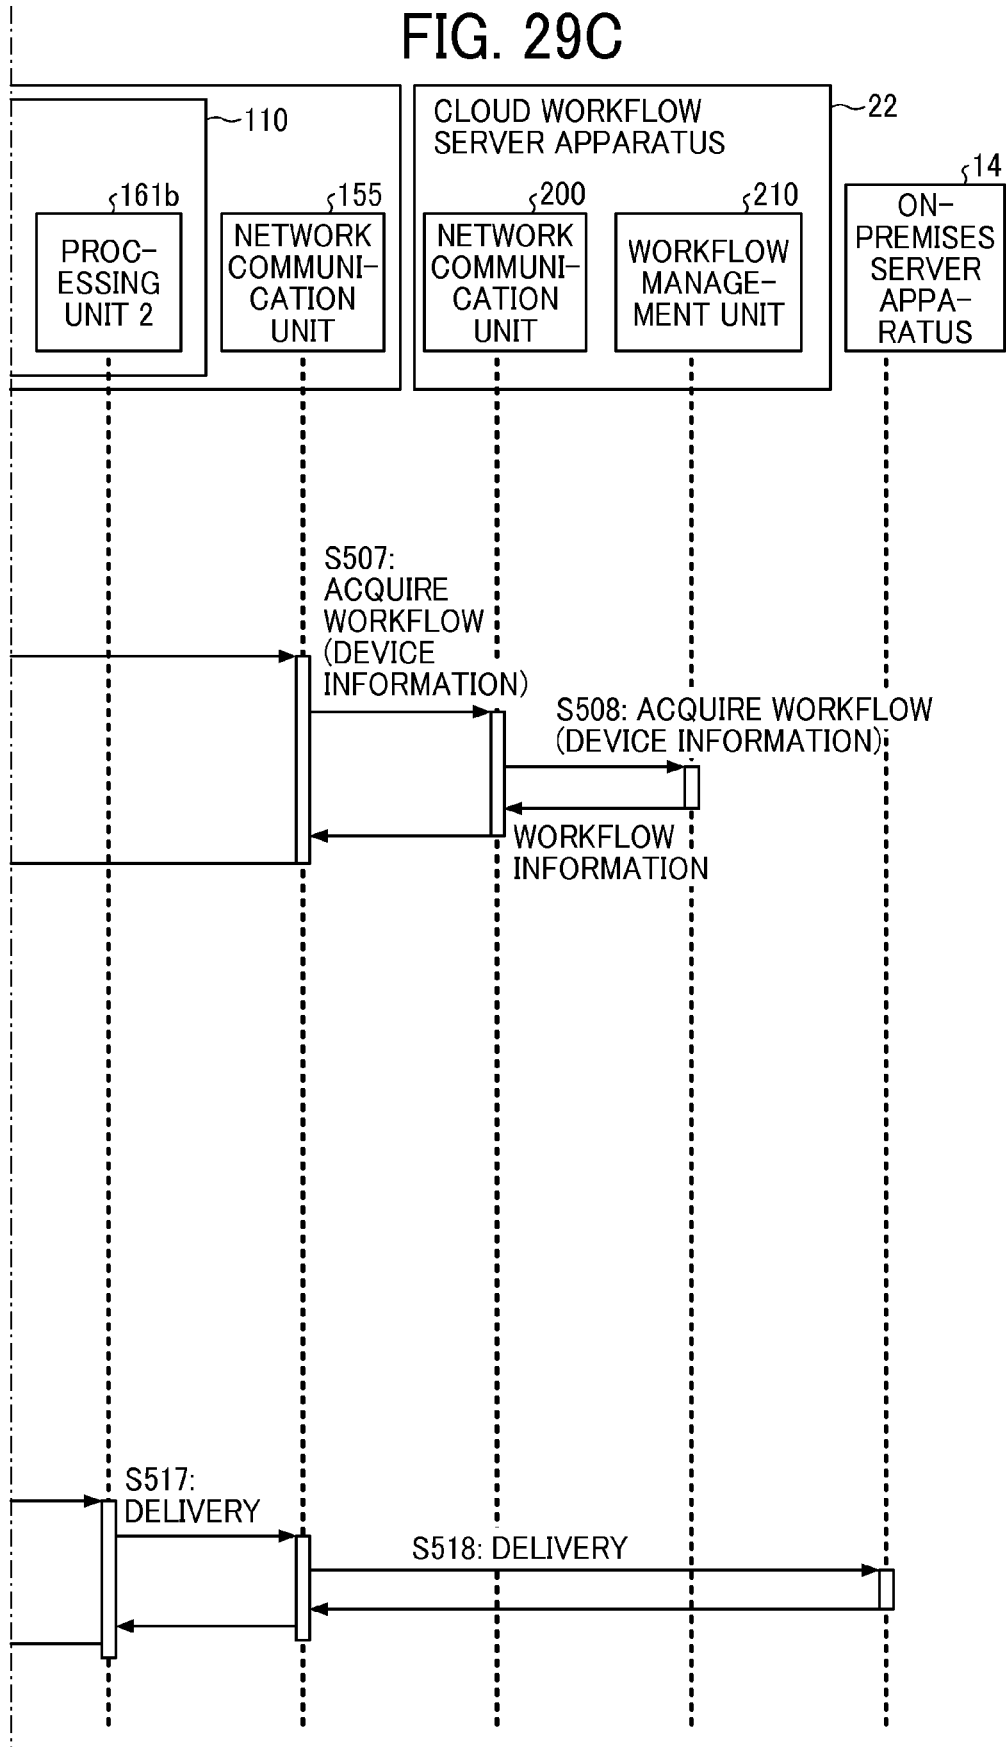 FIG. 29C
110
CLOUD WORKFLOW
SERVER APPARATUS
22
161b
PROC-
ESSING
UNIT 2
155
NETWORK
COMMUNI-
CATION
UNIT
200
NETWORK
COMMUNI-
CATION
UNIT
210
WORKFLOW
MANAGE-
MENT UNIT
14
ON-
PREMISES
SERVER
APPA-
RATUS
S507:
ACQUIRE
WORKFLOW
(DEVICE
INFORMATION)
S508: ACQUIRE WORKFLOW
(DEVICE INFORMATION)
WORKFLOW
INFORMATION
S517:
DELIVERY
S518: DELIVERY